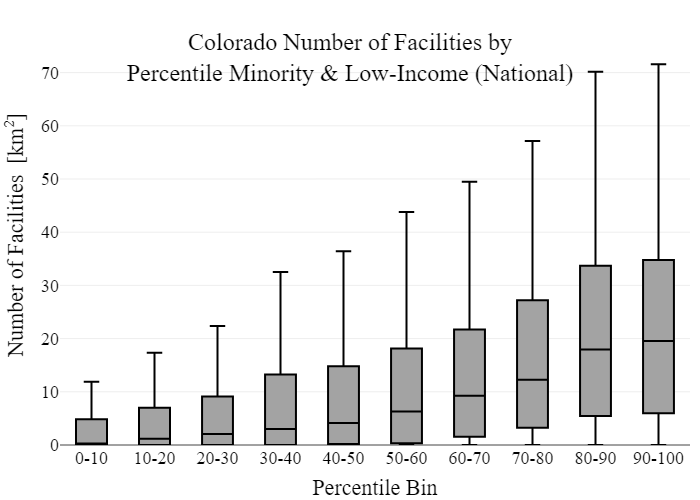 Colorado Number of Facilities by
Percentile Minority & Low-Income (National)
Number of Facilities [km²]
70
60
50
40
30
20
10
0
0-10 10-20 20-30 30-40 40-50 50-60 60-70 70-80 80-90 90-100
Percentile Bin